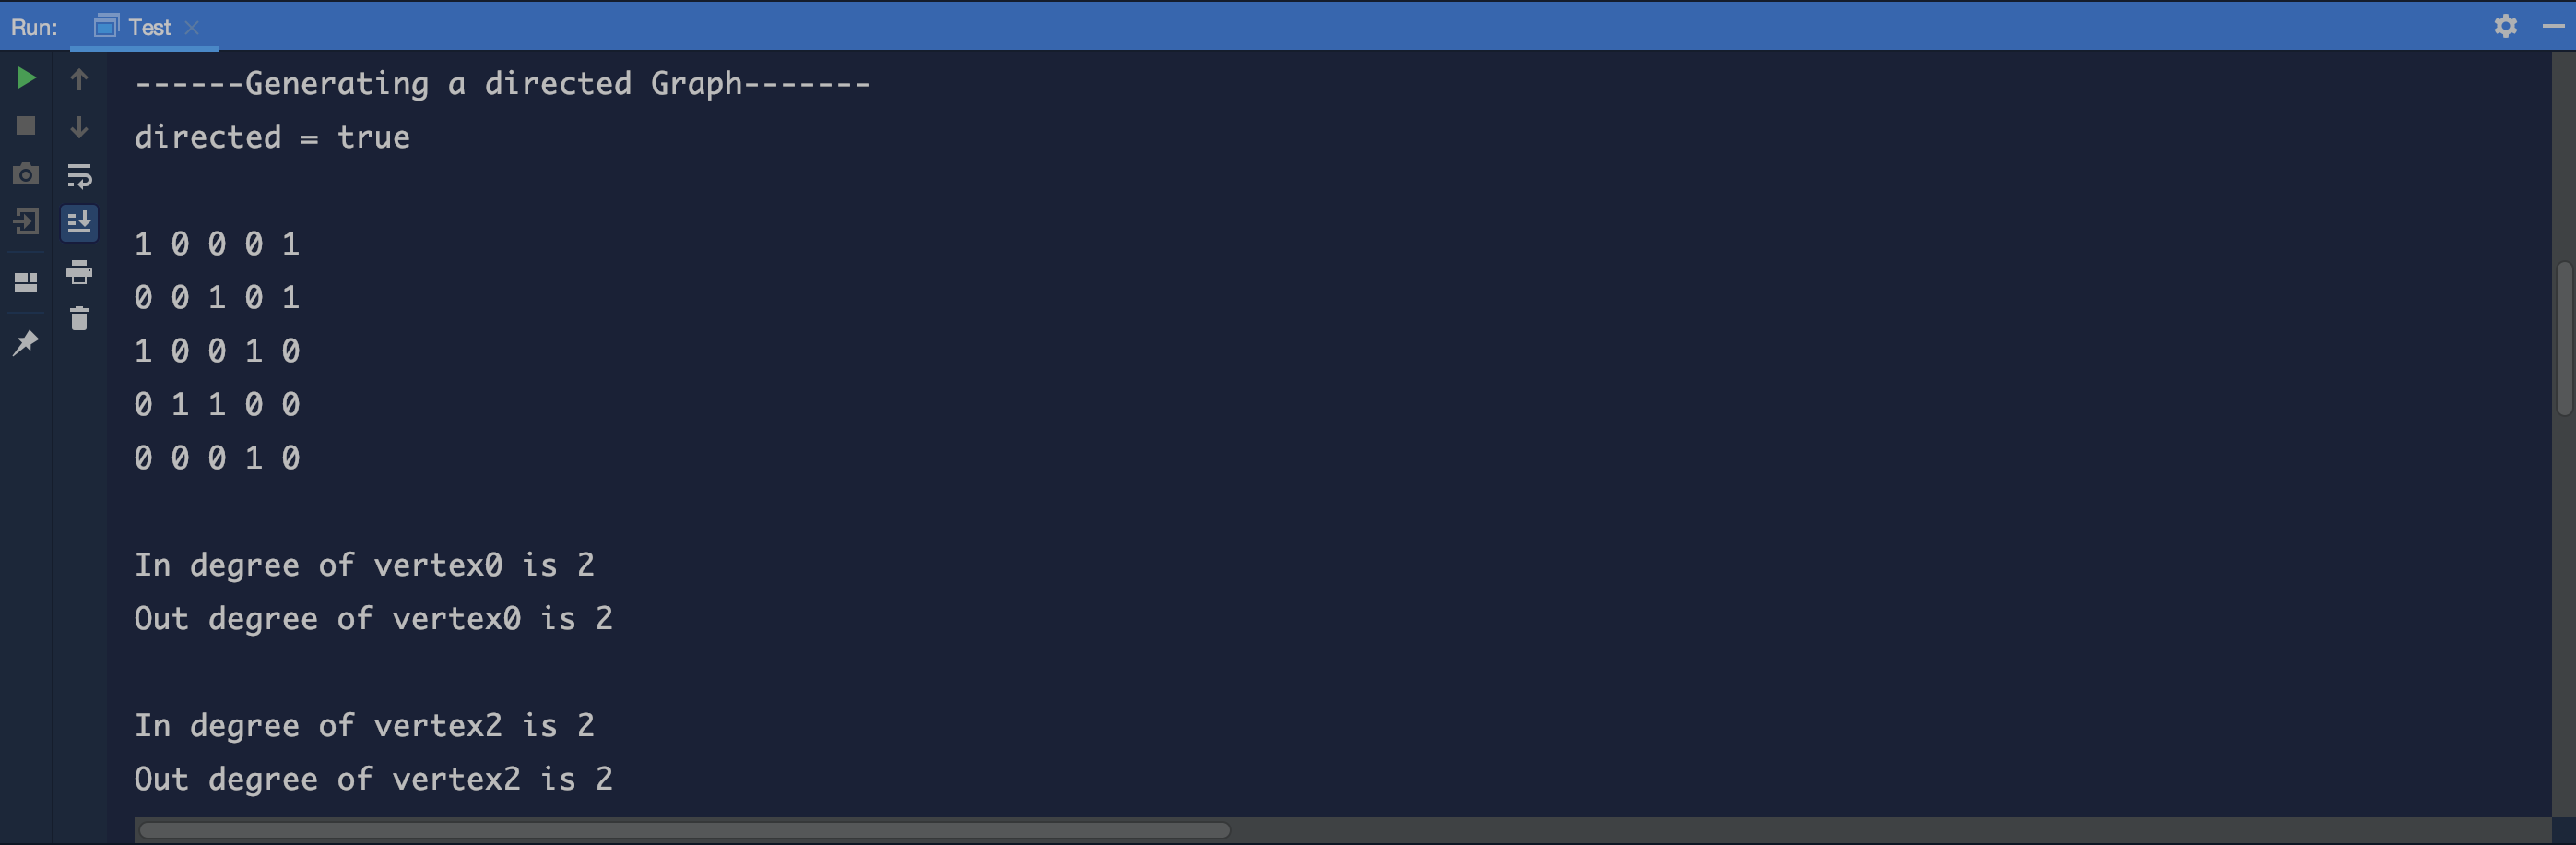 Run: Test
------Generating a directed Graph-------
directed = true
1 0 0 0 1
0 0 1 0 1
1 0 0 1 0
0 1 1 0 0
0 0 0 1 0
In degree of vertex0 is 2
Out degree of vertex0 is 2
In degree of vertex2 is 2
Out degree of vertex2 is 2